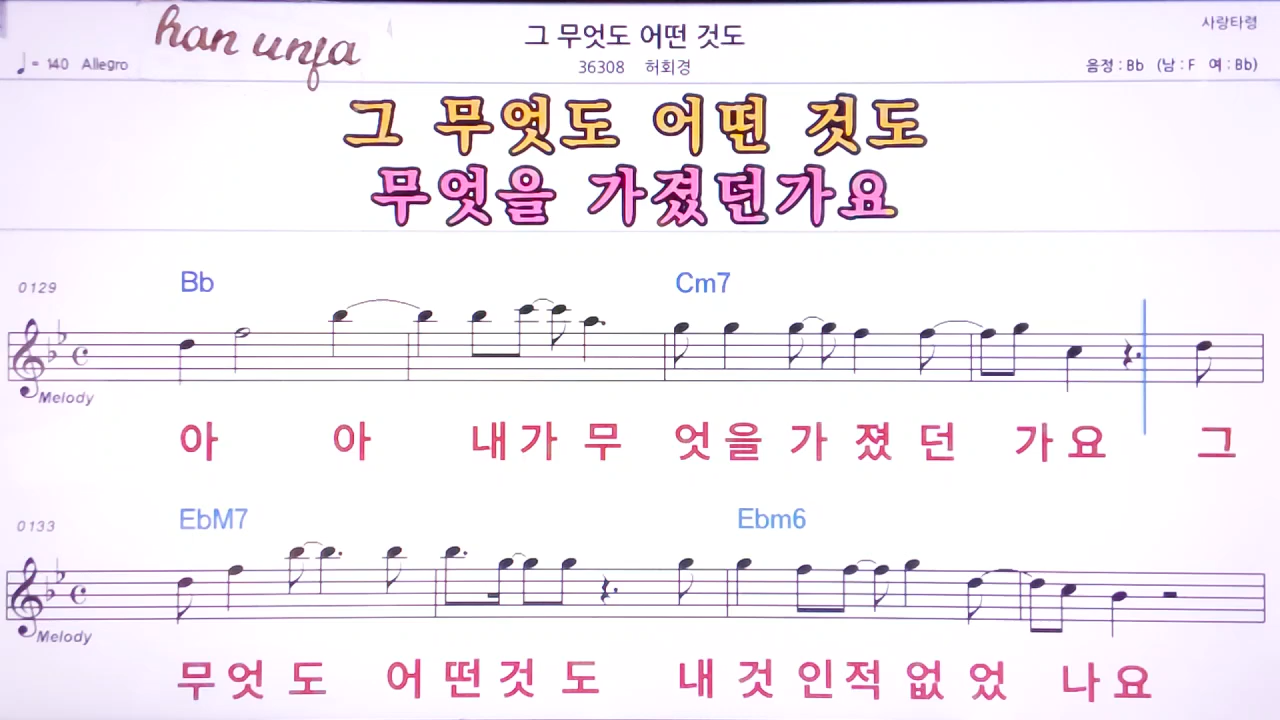 han unja
그 무엇도 어떤 것도
사랑타령
♩= 140 Allegro
36308 허회경
음정 : Bb (남 : F 여 : Bb)
그 무엇도 어떤 것도
무엿을 가졌던가요
0129
Bb Cm7
Melody
아 아 내가 무 엇을 가 졌 던 가요 그
0133
EbM7 Ebm6
Melody
무엇 도 어 떤것 도 내 것 인적 없 었 나요